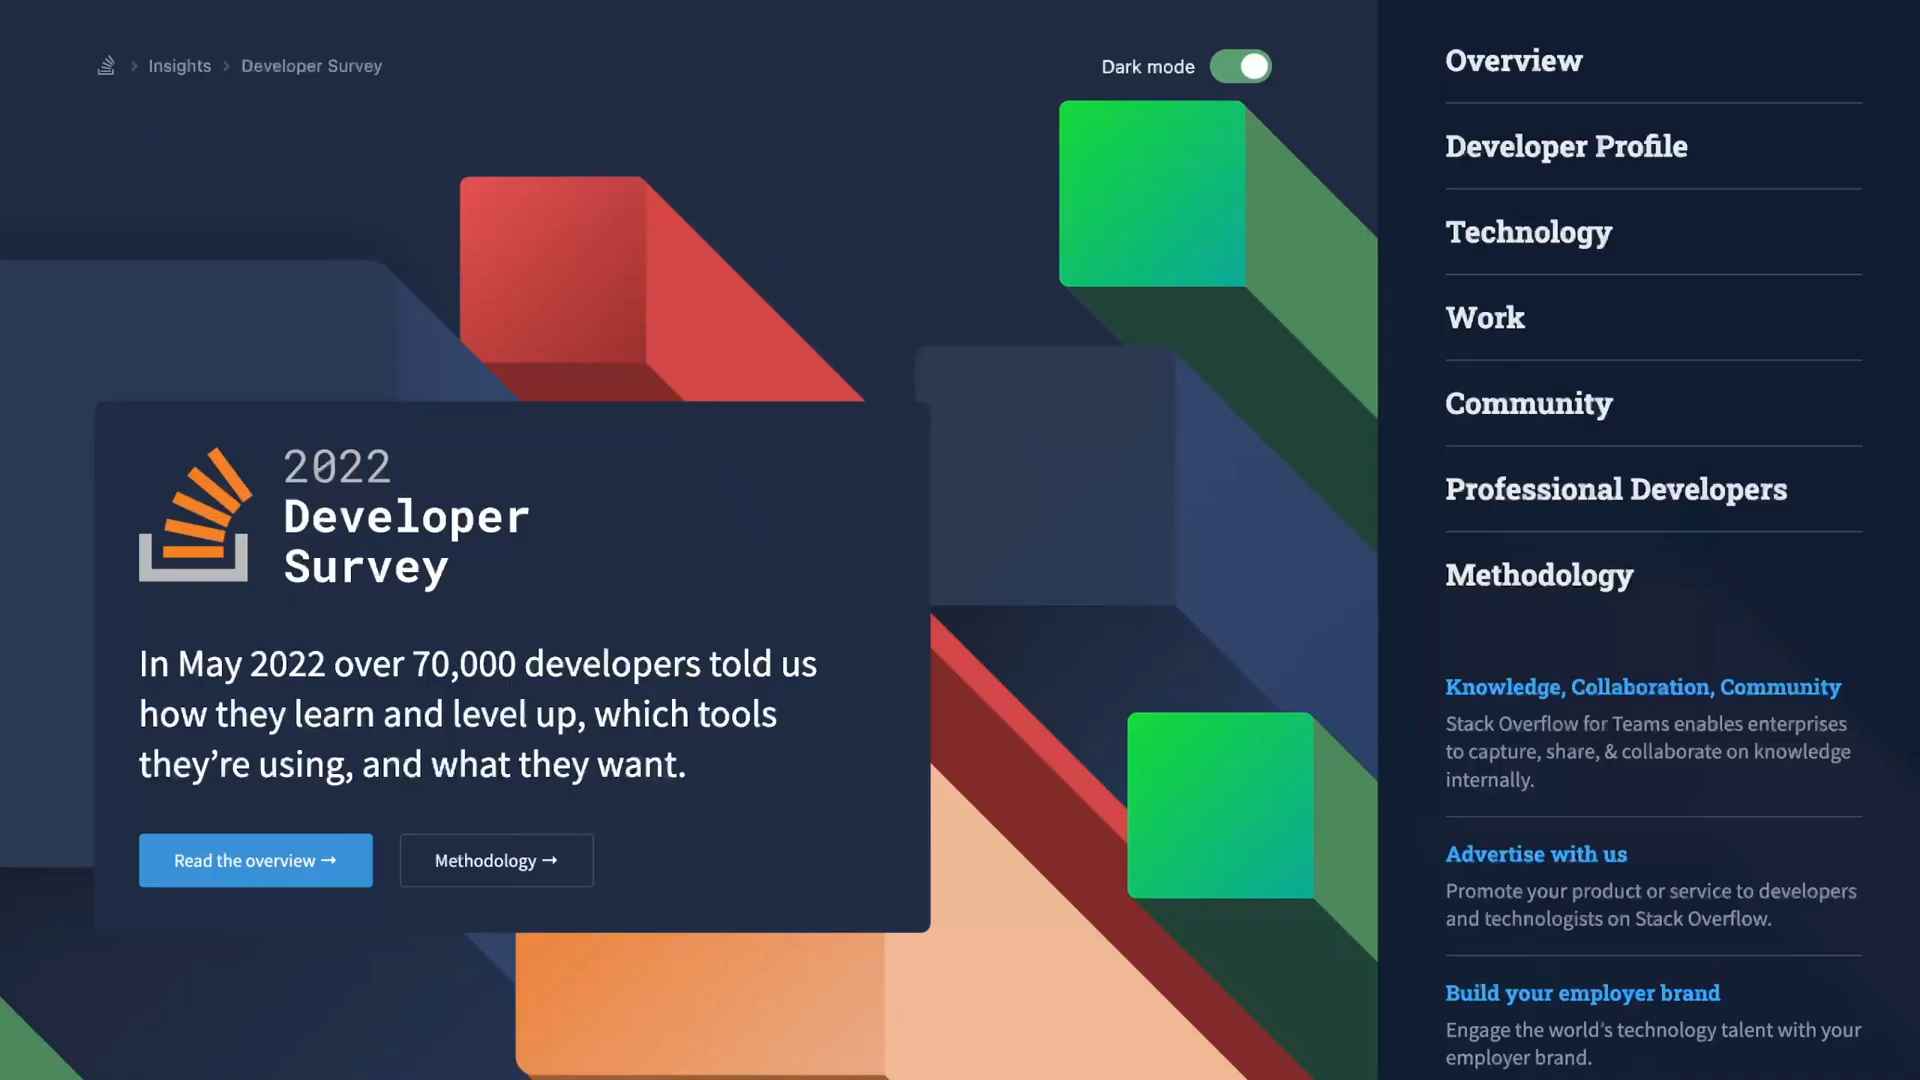 Insights
Developer Survey
Dark mode
2022
Developer
Survey
In May 2022 over 70,000 developers told us
how they learn and level up, which tools
they’re using, and what they want.
Read the overview →
Methodology →
Overview
Developer Profile
Technology
Work
Community
Professional Developers
Methodology
Knowledge, Collaboration, Community
Stack Overflow for Teams enables enterprises
to capture, share, & collaborate on knowledge
internally.
Advertise with us
Promote your product or service to developers
and technologists on Stack Overflow.
Build your employer brand
Engage the world’s technology talent with your
employer brand.